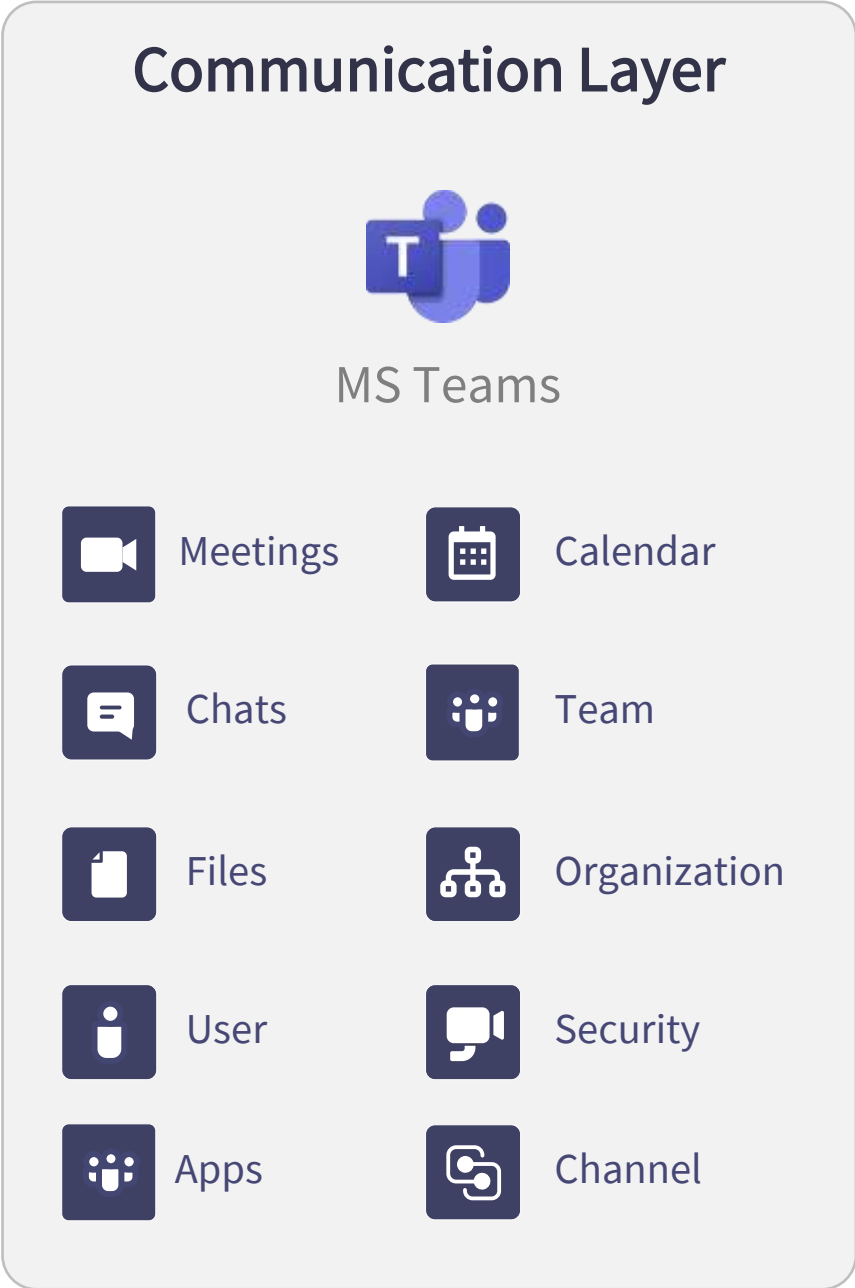 Communication Layer
T
MS Teams
Meetings
Calendar
Chats
Team
Files
Organization
User
Security
Apps
Channel